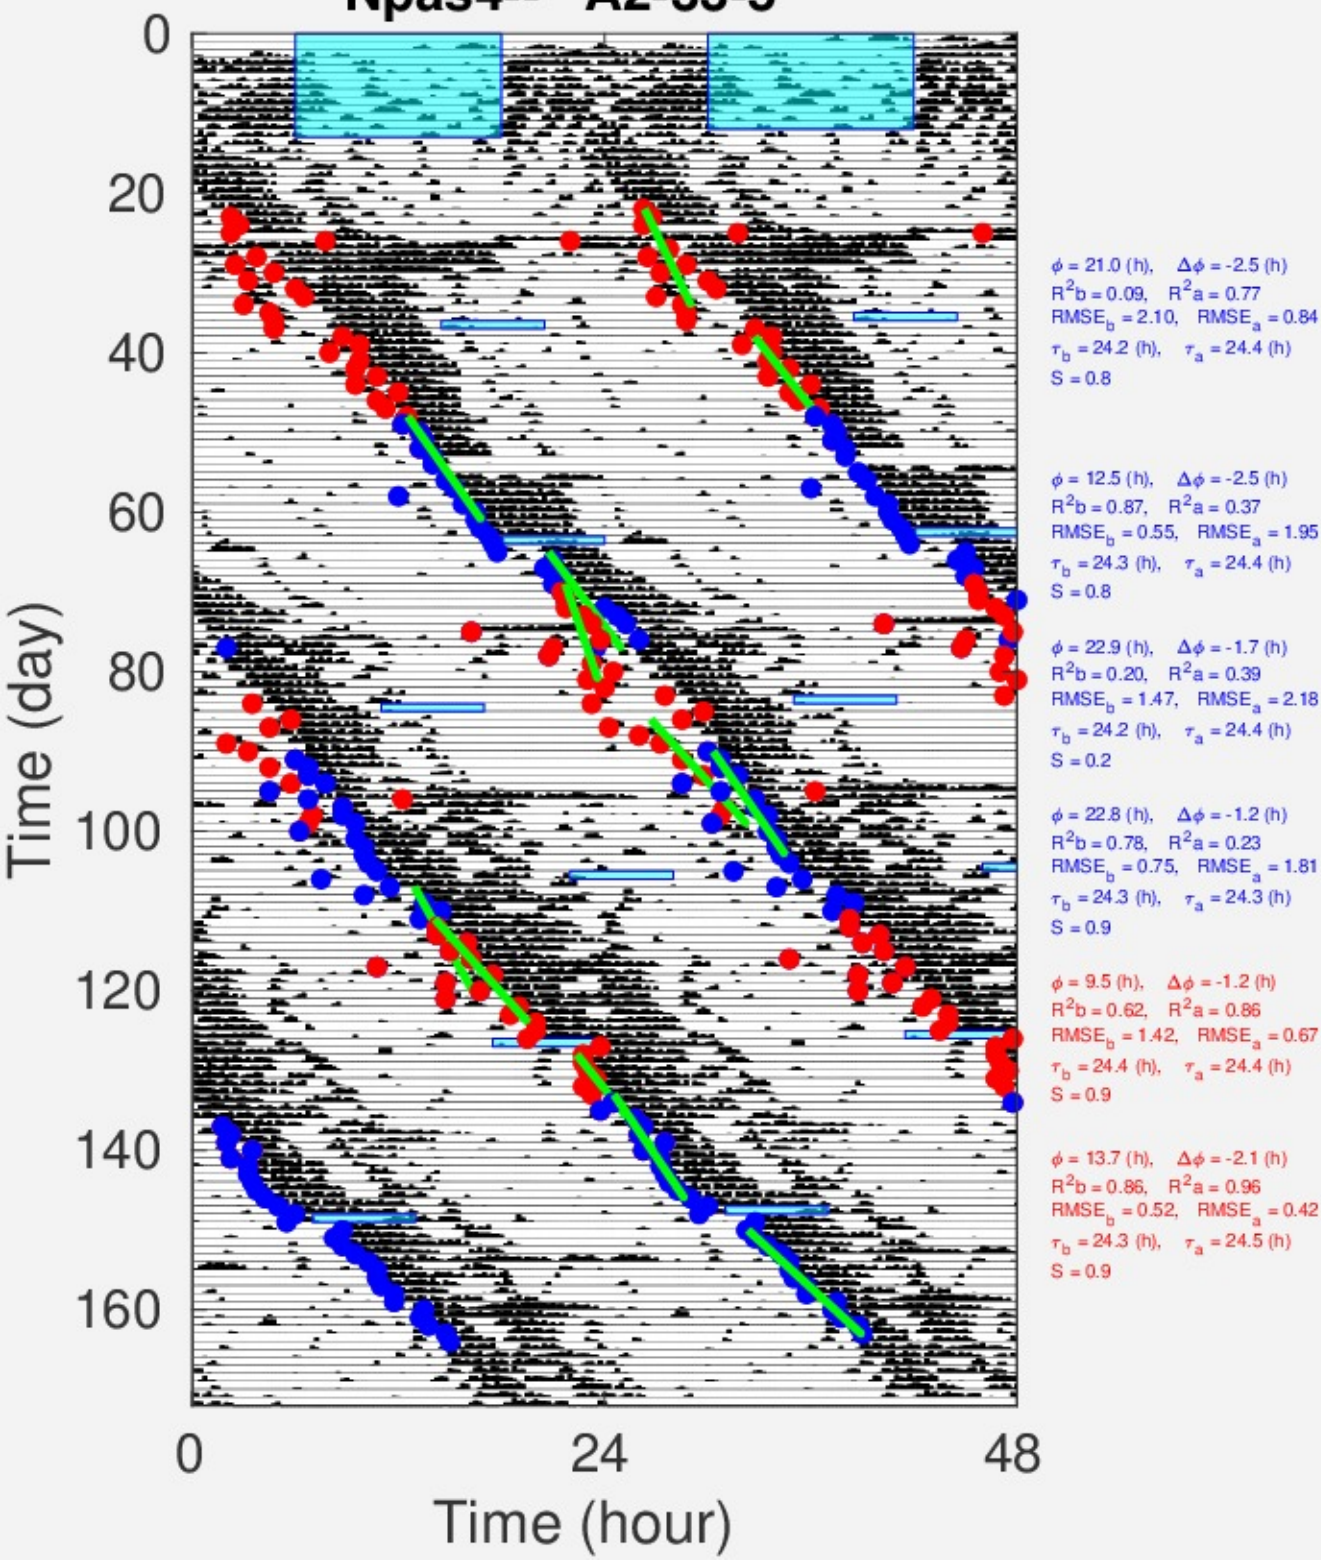 0
20
40
60
80
100
120
140
160
0 24 48
Time (hour)
Time (day)
ϕ = 21.0 (h), Δϕ = -2.5 (h)
R²b = 0.09, R²a = 0.77
RMSE_b = 2.10, RMSE_a = 0.84
τ_b = 24.2 (h), τ_a = 24.4 (h)
S = 0.8
ϕ = 12.5 (h), Δϕ = -2.5 (h)
R²b = 0.87, R²a = 0.37
RMSE_b = 0.55, RMSE_a = 1.95
τ_b = 24.3 (h), τ_a = 24.4 (h)
S = 0.8
ϕ = 22.9 (h), Δϕ = -1.7 (h)
R²b = 0.20, R²a = 0.39
RMSE_b = 1.47, RMSE_a = 2.18
τ_b = 24.2 (h), τ_a = 24.4 (h)
S = 0.2
ϕ = 22.8 (h), Δϕ = -1.2 (h)
R²b = 0.78, R²a = 0.23
RMSE_b = 0.75, RMSE_a = 1.81
τ_b = 24.3 (h), τ_a = 24.3 (h)
S = 0.9
ϕ = 9.5 (h), Δϕ = -1.2 (h)
R²b = 0.62, R²a = 0.86
RMSE_b = 1.42, RMSE_a = 0.67
τ_b = 24.4 (h), τ_a = 24.4 (h)
S = 0.9
ϕ = 13.7 (h), Δϕ = -2.1 (h)
R²b = 0.86, R²a = 0.96
RMSE_b = 0.52, RMSE_a = 0.42
τ_b = 24.3 (h), τ_a = 24.5 (h)
S = 0.9